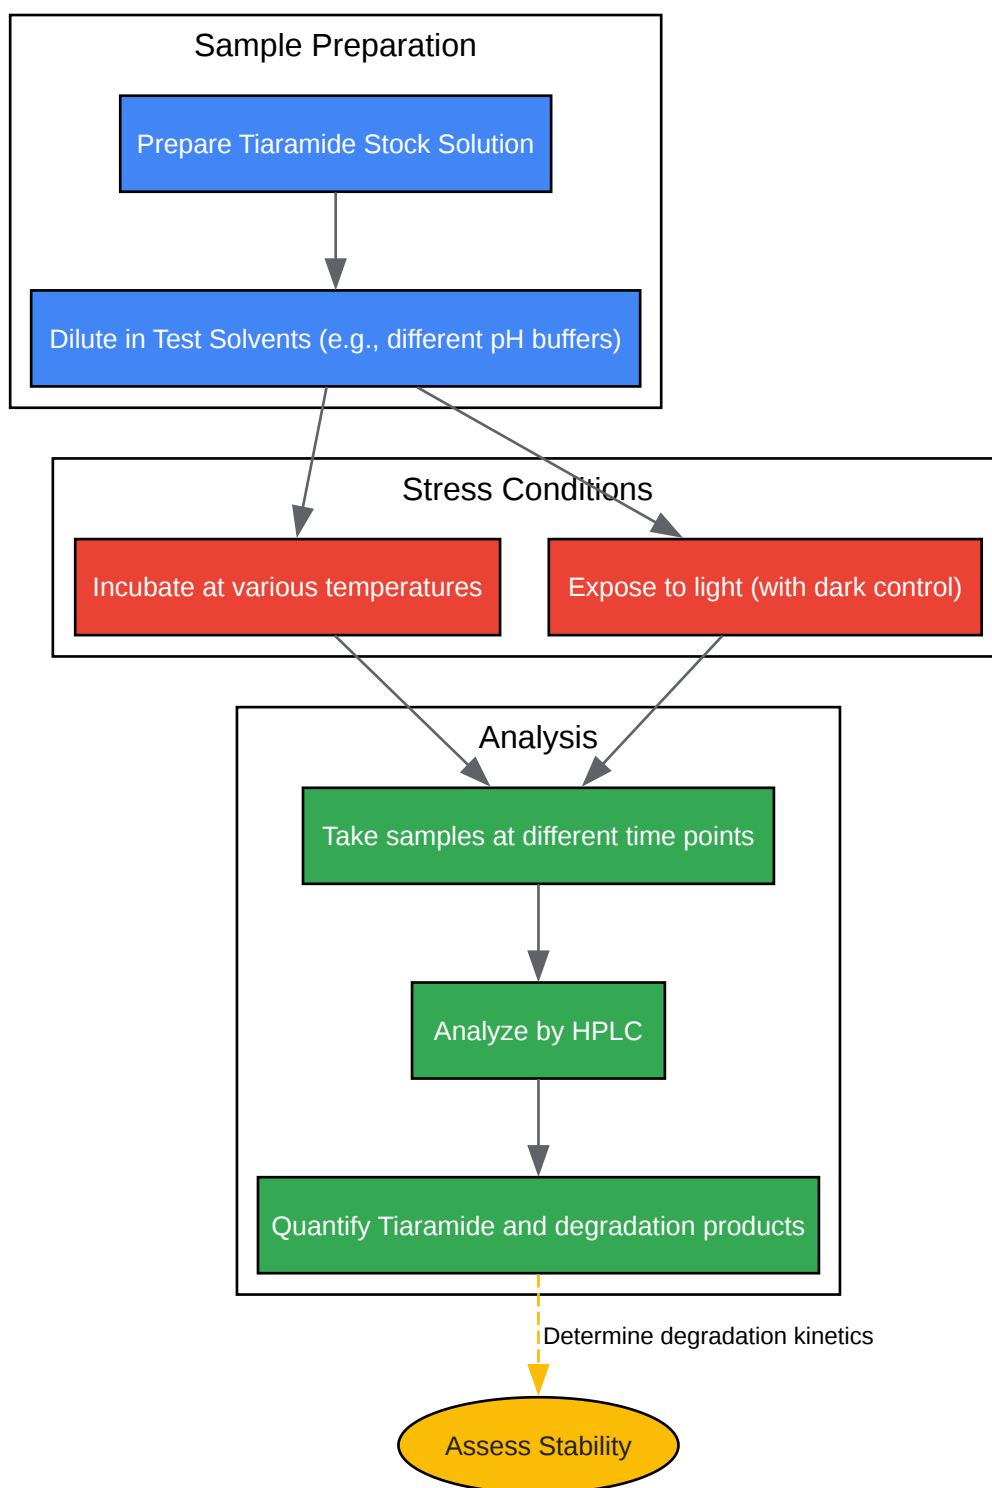 Sample Preparation
Prepare Tiaramide Stock Solution
Dilute in Test Solvents (e.g., different pH buffers)
Stress Conditions
Incubate at various temperatures
Expose to light (with dark control)
Analysis
Take samples at different time points
Analyze by HPLC
Quantify Tiaramide and degradation products
Determine degradation kinetics
Assess Stability